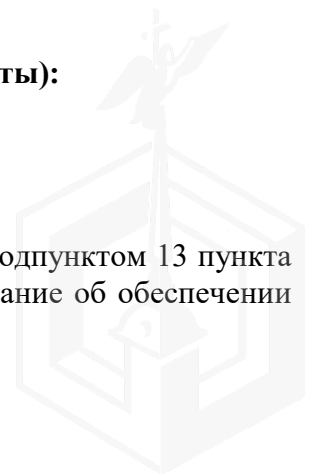 ты):
одпунктом 13 пункта
ание об обеспечении